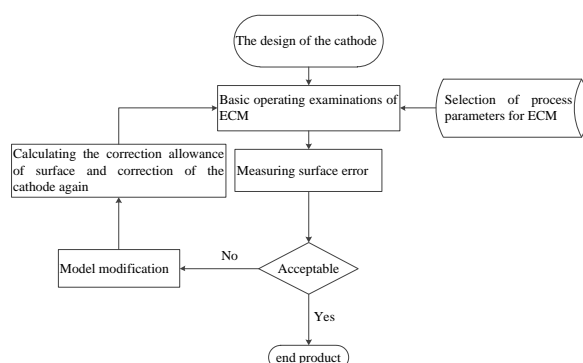 The design of the cathode
Basic operating examinations of
ECM
Selection of process
parameters for ECM
Calculating the correction allowance
of surface and correction of the
cathode again
Measuring surface error
Model modification
No
Acceptable
Yes
end product